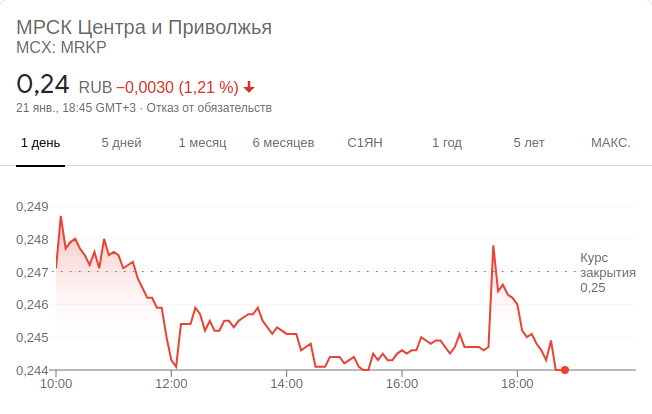 МРСК Центра и Приволжья
MCX: MRKP
0,24 RUB −0,0030 (1,21 %)
21 янв., 18:45 GMT+3 · Отказ от обязательств
1 день 5 дней 1 месяц 6 месяцев С1ЯН 1 год 5 лет МАКС.
0,249
0,248
Курс
0,247 закрытия
0,25
0,246
0,245
0,244
10:00 12:00 14:00 16:00 18:00